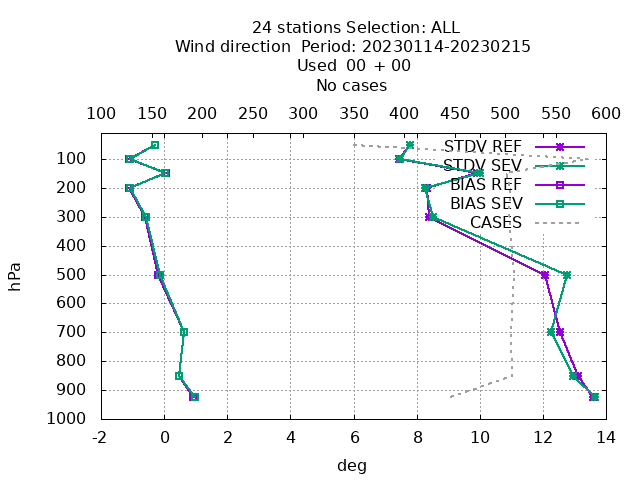 24 stations Selection: ALL
Wind direction  Period: 20230114-20230215
Used  00 + 00
No cases
100 150 200 250 300 350 400 450 500 550 600
STDV REF
STDV SEV
BIAS REF
BIAS SEV
CASES
100
200
300
400
500
600
700
800
900
1000
hPa
-2 0 2 4 6 8 10 12 14
deg